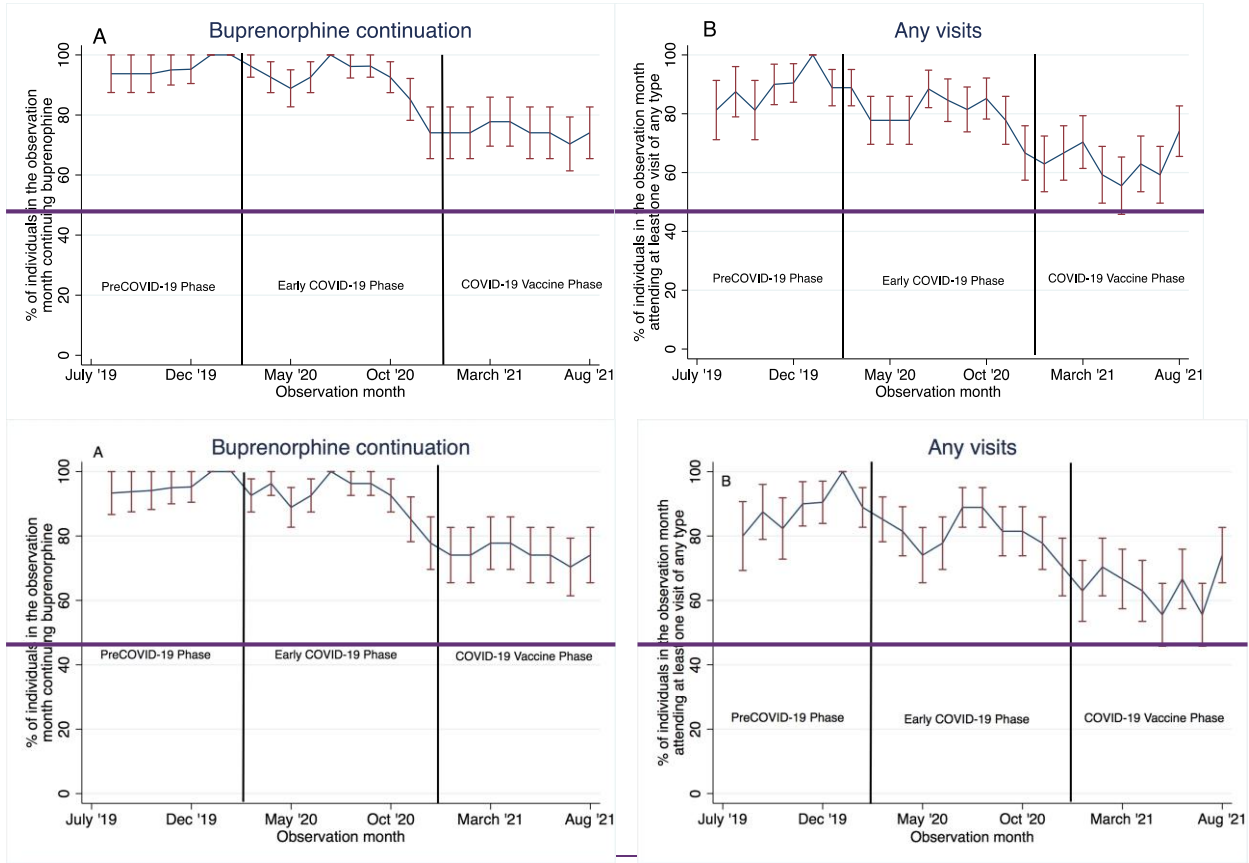 A
Buprenorphine continuation
% of individuals in the observation
month continuing buprenorphine
100
80
60
40
20
0
PreCOVID-19 Phase
Early COVID-19 Phase
COVID-19 Vaccine Phase
July '19
Dec '19
May '20
Oct '20
March '21
Aug '21
Observation month
B
Any visits
% of individuals in the observation month
attending at least one visit of any type
100
80
60
40
20
0
PreCOVID-19 Phase
Early COVID-19 Phase
COVID-19 Vaccine Phase
July '19
Dec '19
May '20
Oct '20
March '21
Aug '21
Observation month
A
Buprenorphine continuation
% of individuals in the observation
month continuing buprenorphine
100
80
60
40
20
0
PreCOVID-19 Phase
Early COVID-19 Phase
COVID-19 Vaccine Phase
July '19
Dec '19
May '20
Oct '20
March '21
Aug '21
Observation month
B
Any visits
% of individuals in the observation month
attending at least one visit of any type
100
80
60
40
20
0
PreCOVID-19 Phase
Early COVID-19 Phase
COVID-19 Vaccine Phase
July '19
Dec '19
May '20
Oct '20
March '21
Aug '21
Observation month